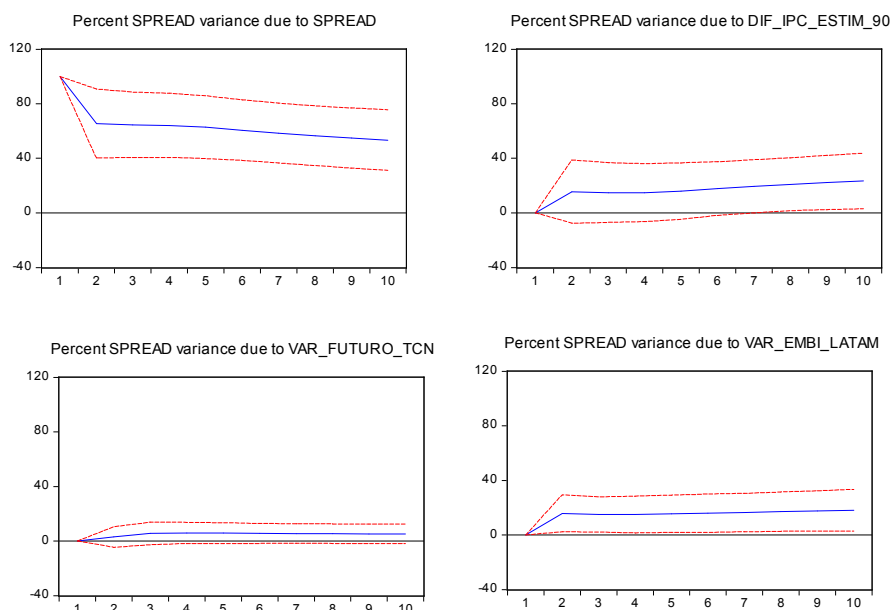 Percent SPREAD variance due to SPREAD
120
80
40
0
-40
1 2 3 4 5 6 7 8 9 10
Percent SPREAD variance due to DIF_IPC_ESTIM_90
120
80
40
0
-40
1 2 3 4 5 6 7 8 9 10
Percent SPREAD variance due to VAR_FUTURO_TCN
120
80
40
0
-40
1 2 3 4 5 6 7 8 9 10
Percent SPREAD variance due to VAR_EMBI_LATAM
120
80
40
0
-40
1 2 3 4 5 6 7 8 9 10